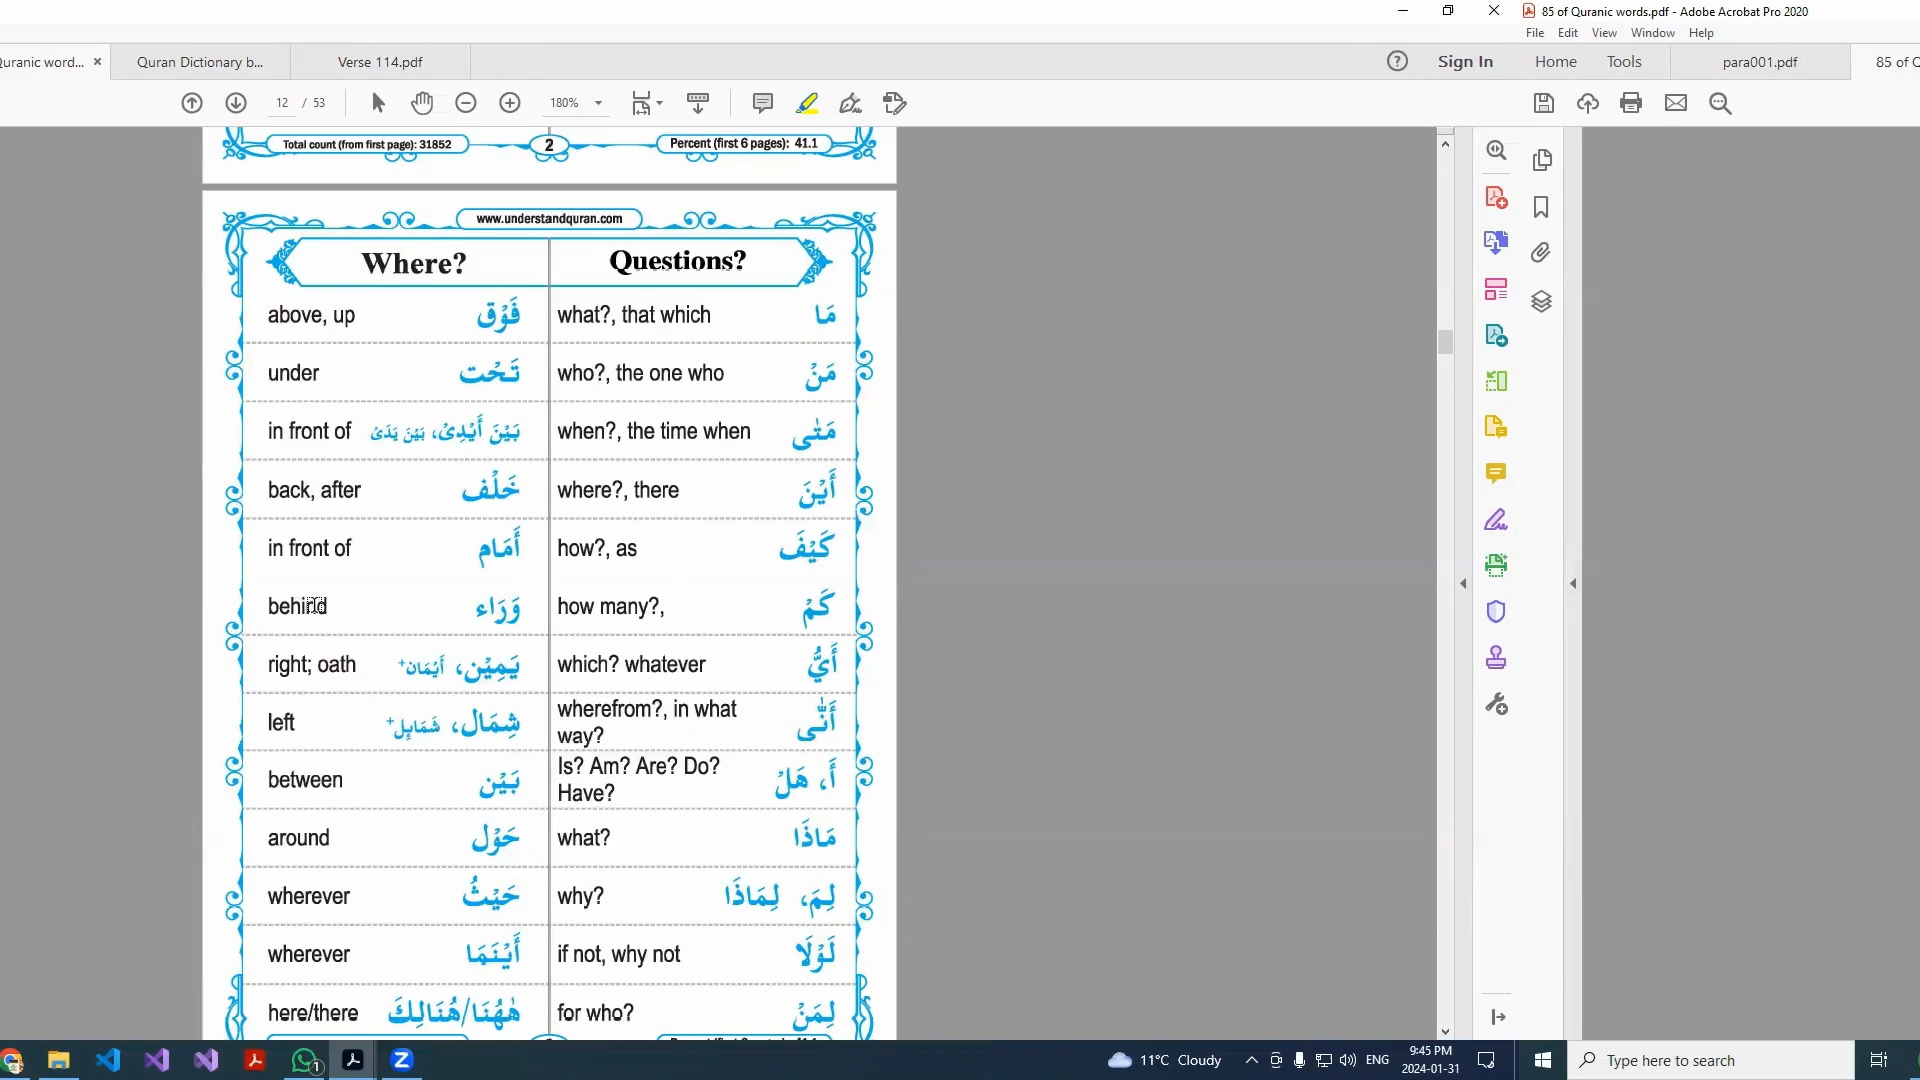 85 of Quranic words.pdf - Adobe Acrobat Pro 2020
File Edit View Window Help
Quranic word... × Quran Dictionary b... Verse 114.pdf Sign In Home Tools para001.pdf 85 of Q
12 / 53 180%
Total count (from first page): 31852 2 Percent (first 6 pages): 41.1
www.understandquran.com
Where? Questions?
above, up فَوْق what?, that which مَا
under تَحْت who?, the one who مَنْ
in front of بَيْنَ أَيْدِىْ، بَيْنَ يَدَىْ when?, the time when مَتٰى
back, after خَلْف where?, there أَيْنَ
in front of أَمَام how?, as كَيْفَ
behind وَرَاء how many?, كَمْ
right; oath يَمِيْن، أَيْمَان+ which? whatever أَيُّ
left شِمَال، شَمَايِل+ wherefrom?, in what way? أَنّٰى
between بَيْن Is? Am? Are? Do? Have? أَ، هَلْ
around حَوْل what? مَاذَا
wherever حَيْثُ why? لِمَ، لِمَاذَا
wherever أَيْنَمَا if not, why not لَوْلَا
here/there هٰهُنَا/هُنَالِكَ for who? لِمَنْ
11°C Cloudy ENG 9:45 PM
2024-01-31
Type here to search